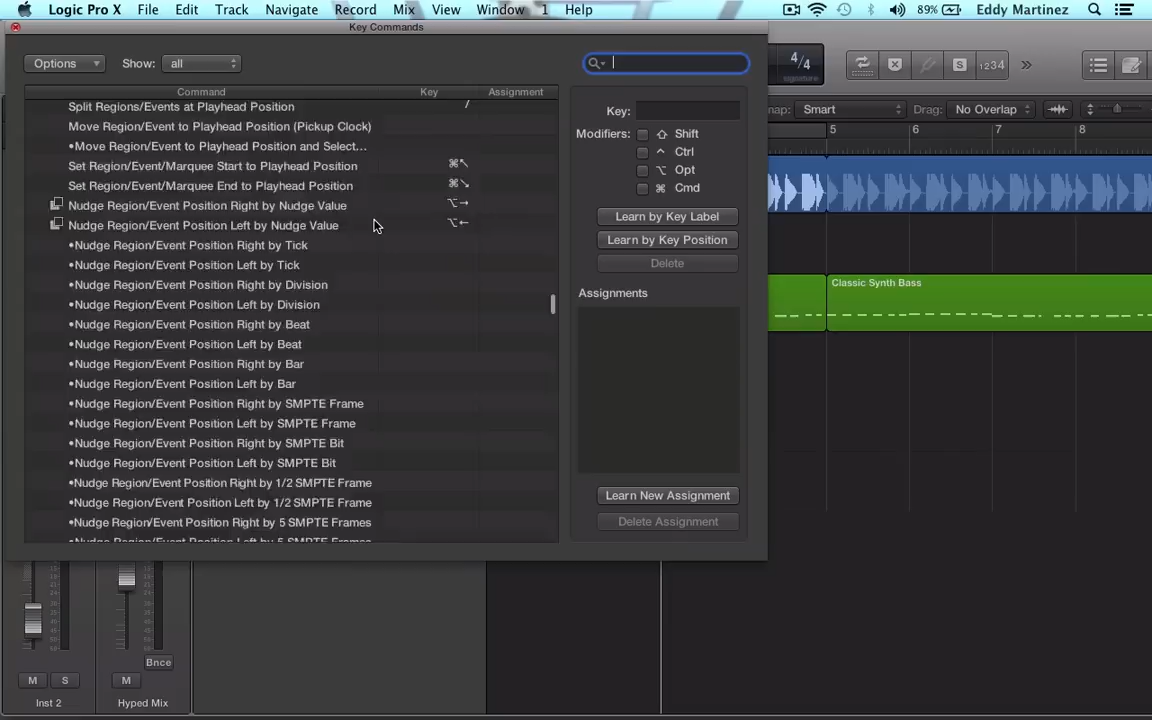 Logic Pro X File Edit Track Navigate Record Mix View Window 1 Help 89% Eddy Martinez
Key Commands
Options Show: all
Command Key Assignment
Split Regions/Events at Playhead Position /
Move Region/Event to Playhead Position (Pickup Clock)
•Move Region/Event to Playhead Position and Select...
Set Region/Event/Marquee Start to Playhead Position ⌘↖
Set Region/Event/Marquee End to Playhead Position ⌘↘
Nudge Region/Event Position Right by Nudge Value ⌥→
Nudge Region/Event Position Left by Nudge Value ⌥←
•Nudge Region/Event Position Right by Tick
•Nudge Region/Event Position Left by Tick
•Nudge Region/Event Position Right by Division
•Nudge Region/Event Position Left by Division
•Nudge Region/Event Position Right by Beat
•Nudge Region/Event Position Left by Beat
•Nudge Region/Event Position Right by Bar
•Nudge Region/Event Position Left by Bar
•Nudge Region/Event Position Right by SMPTE Frame
•Nudge Region/Event Position Left by SMPTE Frame
•Nudge Region/Event Position Right by SMPTE Bit
•Nudge Region/Event Position Left by SMPTE Bit
•Nudge Region/Event Position Right by 1/2 SMPTE Frame
•Nudge Region/Event Position Left by 1/2 SMPTE Frame
•Nudge Region/Event Position Right by 5 SMPTE Frames
•Nudge Region/Event Position Left by 5 SMPTE Frames
Key:
Modifiers: ⇧ Shift
^ Ctrl
⌥ Opt
⌘ Cmd
Learn by Key Label
Learn by Key Position
Delete
Assignments
Learn New Assignment
Delete Assignment
4/4
signature
S 1234
Smart Drag: No Overlap
5 6 7 8
Classic Synth Bass
Bnce
M S M
Inst 2 Hyped Mix